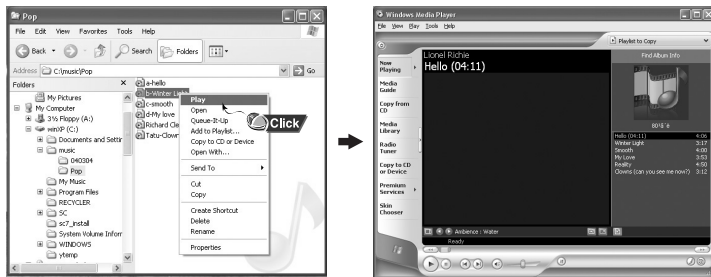 Pop
File Edit View Favorites Tools Help
Back Search Folders
Address C:\music\Pop Go
Folders
My Pictures
My Computer
3½ Floppy (A:)
winXP (C:)
Documents and Settir
music
040304
Pop
My Music
Program Files
RECYCLER
SC
sc7_install
System Volume Inforr
WINDOWS
ytemp
a-hello
b-Winter Light
c-smooth
d-My love
Richard Cle
Tatu-Clown
Play
Open
Queue-It-Up
Add to Playlist...
Copy to CD or Device
Open With...
Send To
Cut
Copy
Create Shortcut
Delete
Rename
Properties
Click
Windows Media Player
File View Play Tools Help
Playlist to Copy
Now Playing
Media Guide
Copy from CD
Media Library
Radio Tuner
Copy to CD or Device
Premium Services
Skin Chooser
Lionel Richie
Hello (04:11)
Find Album Info
Hello (04:11) 4:06
Winter Light 3:17
Smooth 4:00
My Love 3:53
Reality 4:50
Clowns (can you see me now?) 3:12
Ambience : Water
Ready